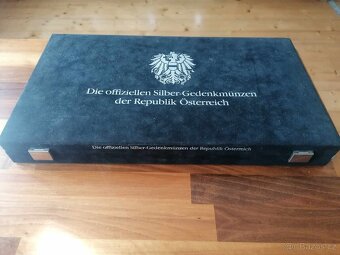 Die offiziellen Silber-Gedenkmünzen
der Republik Österreich
Die offiziellen Silber-Gedenkmünzen der Republik Österreich